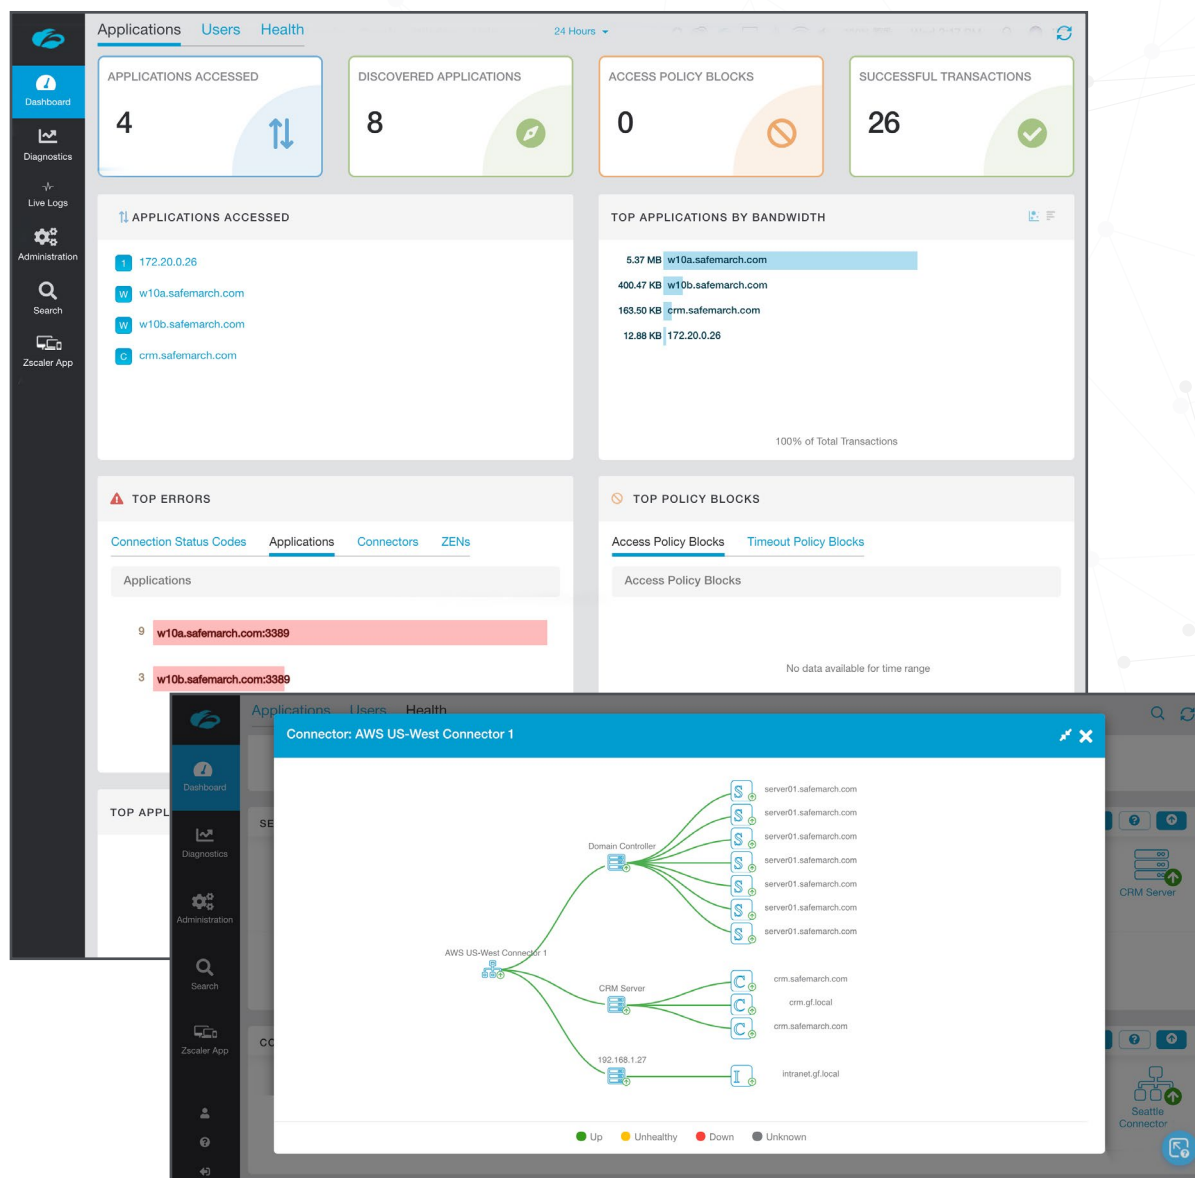 Applications Users Health
24 Hours
Dashboard
Diagnostics
Live Logs
Administration
Search
Zscaler App
APPLICATIONS ACCESSED
4
DISCOVERED APPLICATIONS
8
ACCESS POLICY BLOCKS
0
SUCCESSFUL TRANSACTIONS
26
APPLICATIONS ACCESSED
1 172.20.0.26
W w10a.safemarch.com
W w10b.safemarch.com
C crm.safemarch.com
TOP APPLICATIONS BY BANDWIDTH
5.37 MB w10a.safemarch.com
400.47 KB w10b.safemarch.com
163.50 KB crm.safemarch.com
12.88 KB 172.20.0.26
100% of Total Transactions
TOP ERRORS
Connection Status Codes Applications Connectors ZENs
Applications
9 w10a.safemarch.com:3389
3 w10b.safemarch.com:3389
TOP POLICY BLOCKS
Access Policy Blocks Timeout Policy Blocks
Access Policy Blocks
No data available for time range
TOP APPL
Applications Users Health
Dashboard
Diagnostics
Administration
Search
Zscaler App
SE
CO
Connector: AWS US-West Connector 1
AWS US-West Connector 1
Domain Controller
S server01.safemarch.com
S server01.safemarch.com
S server01.safemarch.com
S server01.safemarch.com
S server01.safemarch.com
S server01.safemarch.com
S server01.safemarch.com
CRM Server
C crm.safemarch.com
C crm.gf.local
C crm.safemarch.com
192.168.1.27
I intranet.gf.local
Up Unhealthy Down Unknown
CRM Server
Seattle
Connector